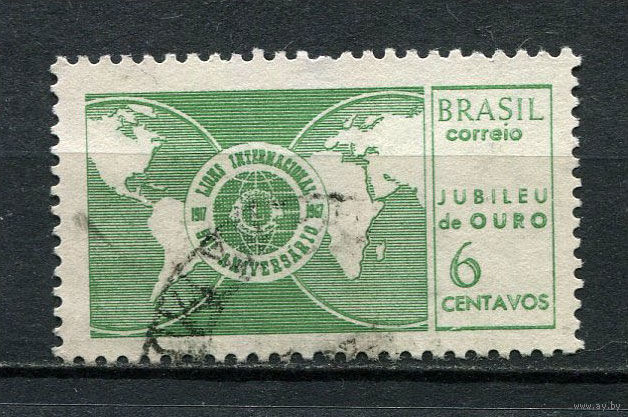 BRASIL
correio
JUBILEU
de OURO
6
CENTAVOS
LIONS INTERNACIONAL
1917 1967
50º ANIVERSÁRIO
www.ay.by